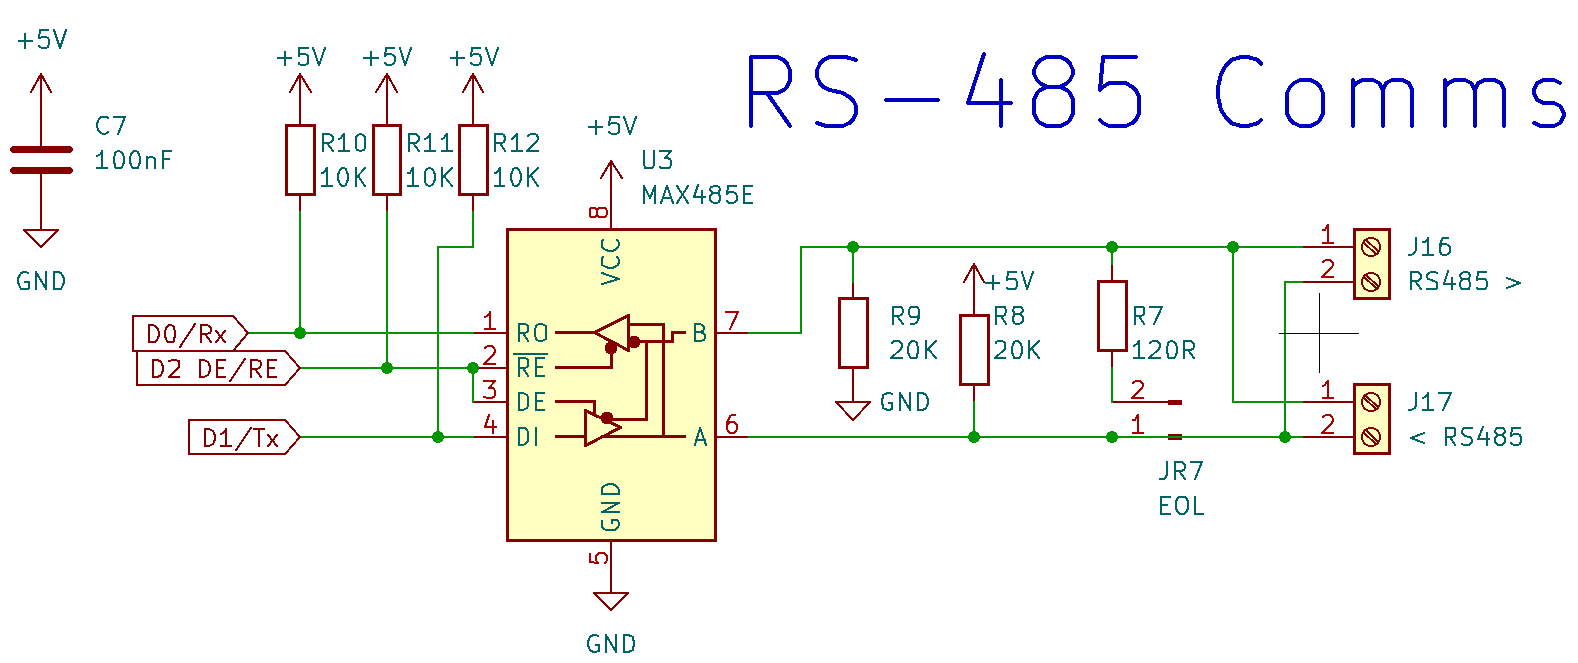 RS-485 Comms
+5V
C7
100nF
GND
+5V
R10
10K
+5V
R11
10K
+5V
R12
10K
+5V
U3
MAX485E
8
VCC
D0/Rx
1
RO
D2 DE/RE
2
RE
3
DE
D1/Tx
4
DI
B
7
A
6
GND
5
GND
R9
20K
GND
+5V
R8
20K
R7
120R
2
1
JR7
EOL
1
2
J16
RS485 >
1
2
J17
< RS485